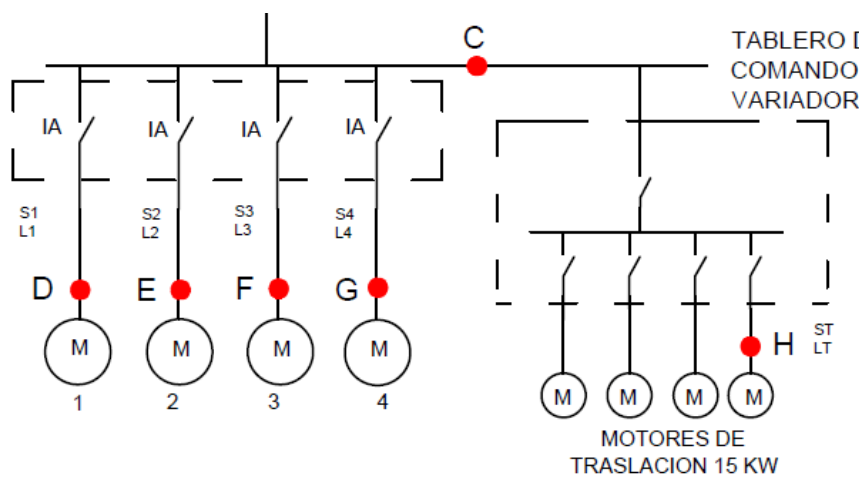 C
TABLERO D
COMANDO
VARIADOR
IA IA IA IA
S1 S2 S3 S4
L1 L2 L3 L4
D E F G
H
ST
LT
M M M M
M M M M
1 2 3 4
MOTORES DE
TRASLACION 15 KW